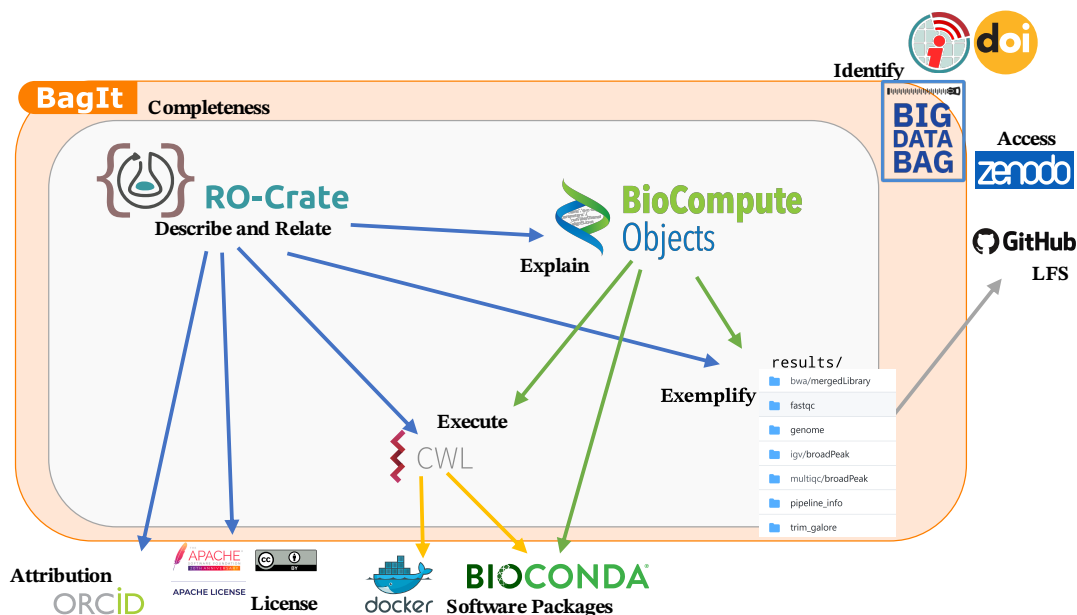 doi
Identify
BagIt
Completeness
BIG
DATA
BAG
Access
zenodo
RO-Crate
Describe and Relate
BioCompute
Objects
Explain
GitHub
LFS
results/
bwa/mergedLibrary
fastqc
genome
igv/broadPeak
multiqc/broadPeak
pipeline_info
trim_galore
Exemplify
Execute
CWL
Attribution
ORCiD
APACHE
APACHE LICENSE
cc
BY
License
docker
BIOCONDA
Software Packages